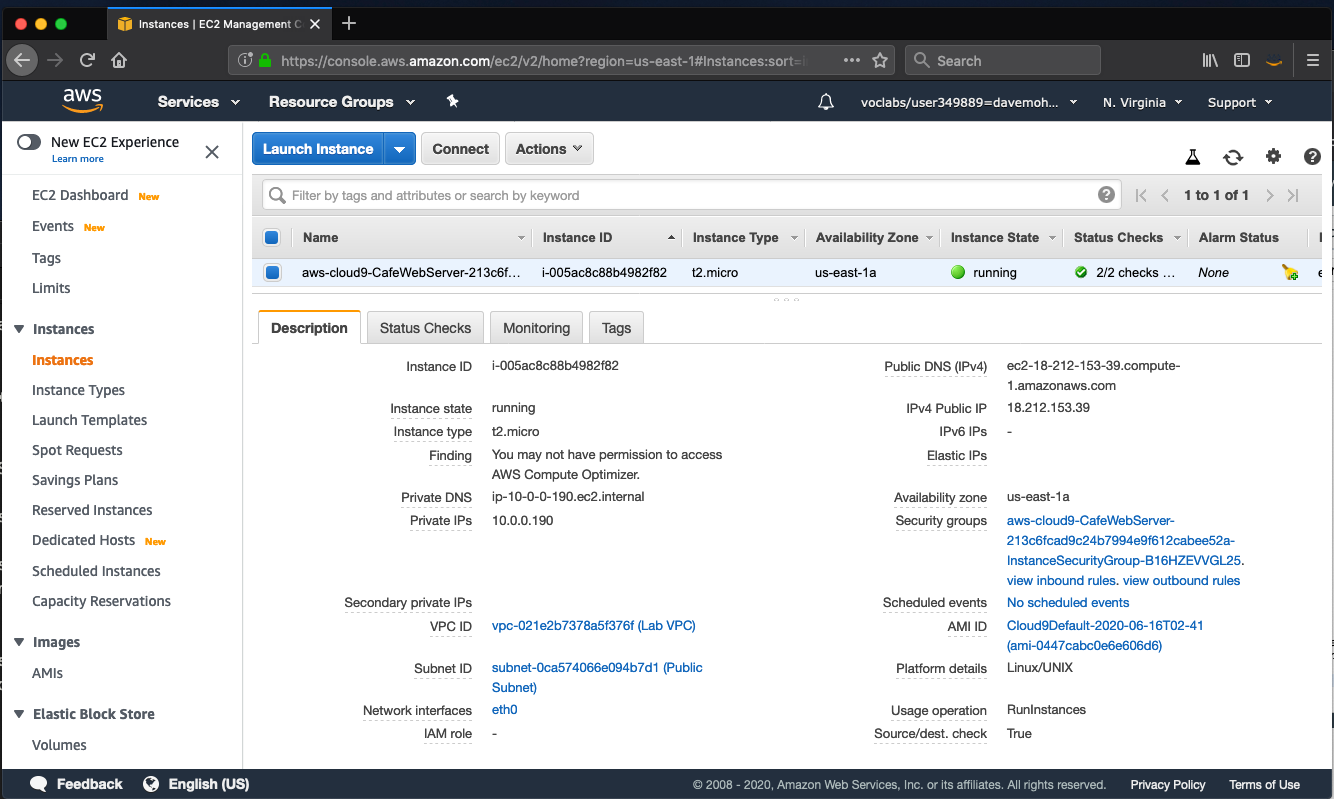 Instances | EC2 Management C
https://console.aws.amazon.com/ec2/v2/home?region=us-east-1#Instances:sort=i
Search
aws
Services
Resource Groups
voclabs/user349889=davemoh...
N. Virginia
Support
New EC2 Experience
Learn more
EC2 Dashboard New
Events New
Tags
Limits
Instances
Instances
Instance Types
Launch Templates
Spot Requests
Savings Plans
Reserved Instances
Dedicated Hosts New
Scheduled Instances
Capacity Reservations
Images
AMIs
Elastic Block Store
Volumes
Launch Instance
Connect
Actions
Filter by tags and attributes or search by keyword
1 to 1 of 1
Name Instance ID Instance Type Availability Zone Instance State Status Checks Alarm Status
aws-cloud9-CafeWebServer-213c6f... i-005ac8c88b4982f82 t2.micro us-east-1a running 2/2 checks ... None
Description
Status Checks
Monitoring
Tags
Instance ID i-005ac8c88b4982f82
Instance state running
Instance type t2.micro
Finding You may not have permission to access
AWS Compute Optimizer.
Private DNS ip-10-0-0-190.ec2.internal
Private IPs 10.0.0.190
Secondary private IPs
VPC ID vpc-021e2b7378a5f376f (Lab VPC)
Subnet ID subnet-0ca574066e094b7d1 (Public
Subnet)
Network interfaces eth0
IAM role -
Public DNS (IPv4) ec2-18-212-153-39.compute-
1.amazonaws.com
IPv4 Public IP 18.212.153.39
IPv6 IPs -
Elastic IPs
Availability zone us-east-1a
Security groups aws-cloud9-CafeWebServer-
213c6fcad9c24b7994e9f612cabee52a-
InstanceSecurityGroup-B16HZEVVGL25.
view inbound rules. view outbound rules
Scheduled events No scheduled events
AMI ID Cloud9Default-2020-06-16T02-41
(ami-0447cabc0e6e606d6)
Platform details Linux/UNIX
Usage operation RunInstances
Source/dest. check True
Feedback
English (US)
© 2008 - 2020, Amazon Web Services, Inc. or its affiliates. All rights reserved.
Privacy Policy
Terms of Use